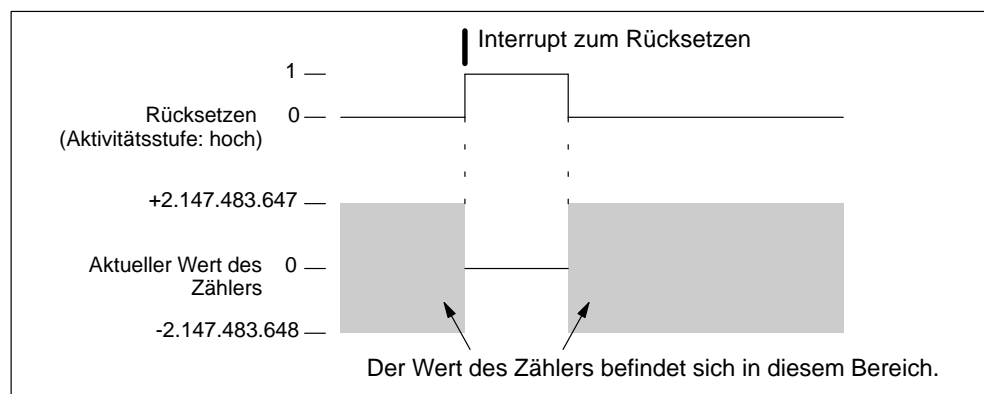 Interrupt zum Rücksetzen
1
Rücksetzen 0
(Aktivitätsstufe: hoch)
+2.147.483.647
Aktueller Wert des 0
Zählers
-2.147.483.648
Der Wert des Zählers befindet sich in diesem Bereich.